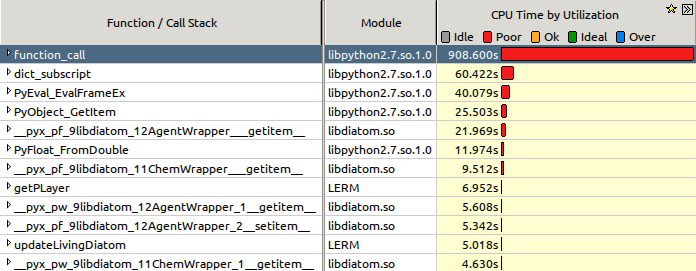 Function / Call Stack Module CPU Time by Utilization
Idle Poor Ok Ideal Over
function_call libpython2.7.so.1.0 908.600s
dict_subscript libpython2.7.so.1.0 60.422s
PyEval_EvalFrameEx libpython2.7.so.1.0 40.079s
PyObject_GetItem libpython2.7.so.1.0 25.503s
__pyx_pf_9libdiatom_12AgentWrapper___getitem__ libdiatom.so 21.969s
PyFloat_FromDouble libpython2.7.so.1.0 11.974s
__pyx_pf_9libdiatom_11ChemWrapper___getitem__ libdiatom.so 9.512s
getPLayer LERM 6.952s
__pyx_pw_9libdiatom_12AgentWrapper_1__getitem__ libdiatom.so 5.608s
__pyx_pf_9libdiatom_12AgentWrapper_2__setitem__ libdiatom.so 5.342s
updateLivingDiatom LERM 5.018s
__pyx_pw_9libdiatom_11ChemWrapper_1__getitem__ libdiatom.so 4.630s